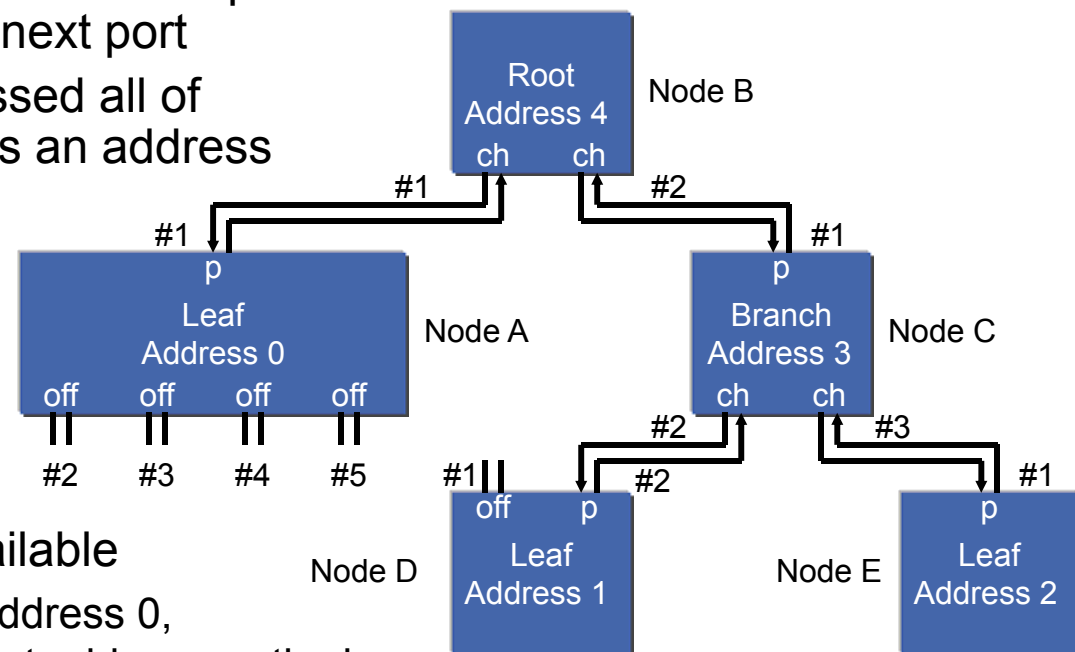 next port
ssed all of
s an address
Root
Address 4
Node B
ch ch
#1 #2
#1 #1
p p
Leaf
Address 0
Node A
Branch
Address 3
Node C
off off off off
ch ch
#2 #3
#2 #3 #4 #5
#1 #2 #1
off p p
ailable
Node D
Leaf
Address 1
Node E
Leaf
Address 2
ddress 0,